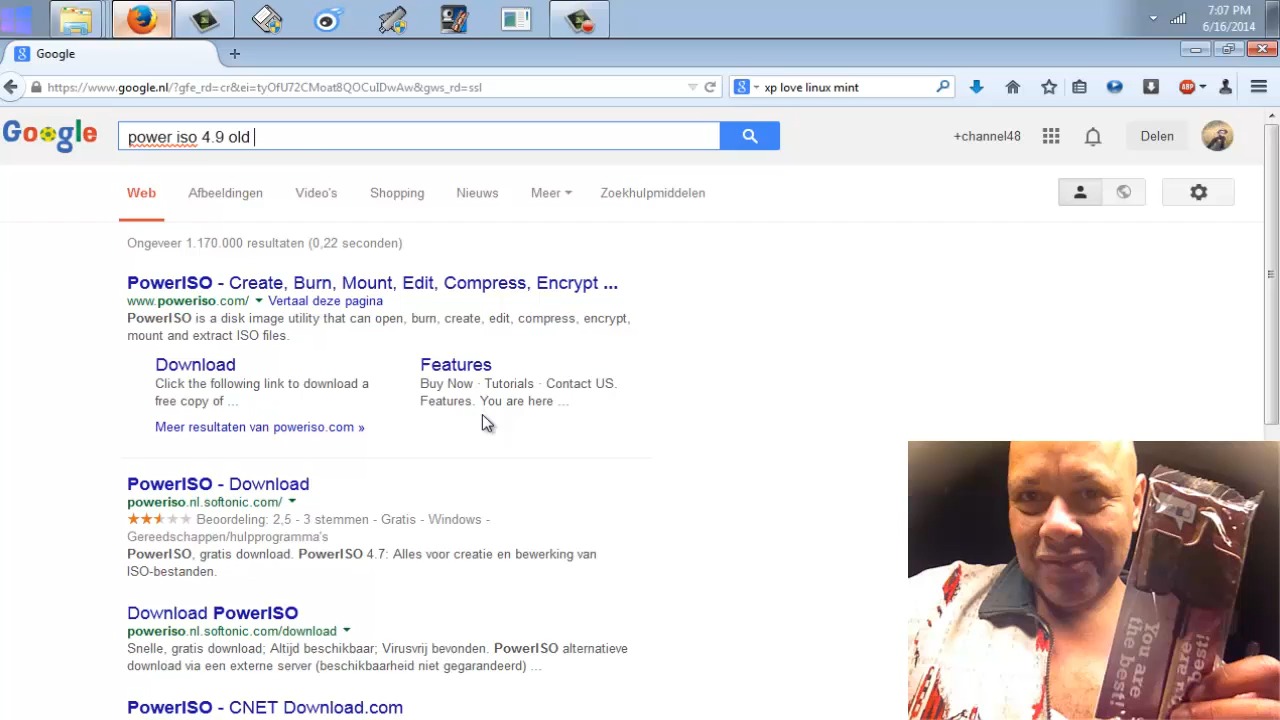 7:07 PM
6/16/2014
Google
https://www.google.nl/?gfe_rd=cr&ei=tyOfU72CMoat8QOCuIDwAw&gws_rd=ssl
xp love linux mint
Google
power iso 4.9 old
+channel48
Delen
Web Afbeeldingen Video's Shopping Nieuws Meer Zoekhulpmiddelen
Ongeveer 1.170.000 resultaten (0,22 seconden)
PowerISO - Create, Burn, Mount, Edit, Compress, Encrypt ...
www.poweriso.com/ Vertaal deze pagina
PowerISO is a disk image utility that can open, burn, create, edit, compress, encrypt,
mount and extract ISO files.
Download
Click the following link to download a
free copy of ...
Features
Buy Now · Tutorials · Contact US.
Features. You are here ...
Meer resultaten van poweriso.com »
PowerISO - Download
poweriso.nl.softonic.com/
Beoordeling: 2,5 - 3 stemmen - Gratis - Windows -
Gereedschappen/hulpprogramma's
PowerISO, gratis download. PowerISO 4.7: Alles voor creatie en bewerking van
ISO-bestanden.
Download PowerISO
poweriso.nl.softonic.com/download
Snelle, gratis download; Altijd beschikbaar; Virusvrij bevonden. PowerISO alternatieve
download via een externe server (beschikbaarheid niet gegarandeerd) ...
PowerISO - CNET Download.com
You are
the best!
You are
best!